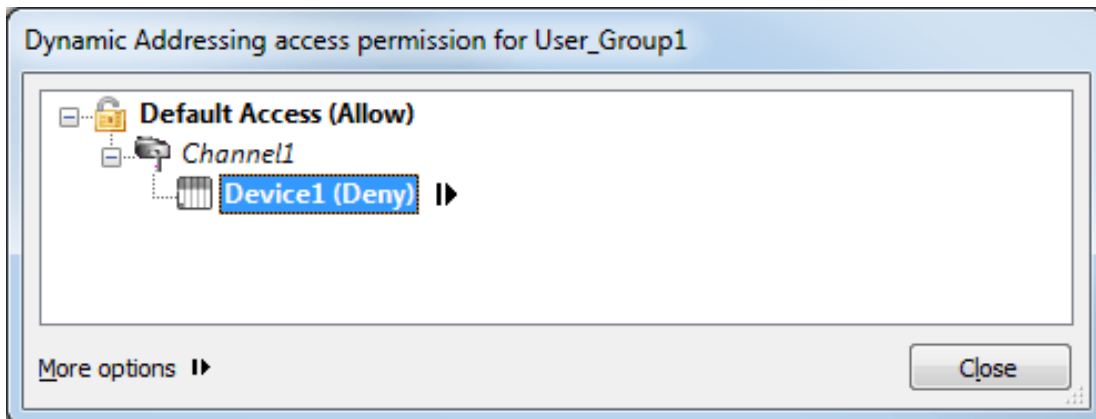 Dynamic Addressing access permission for User_Group1
Default Access (Allow)
Channel1
Device1 (Deny)
More options
Close